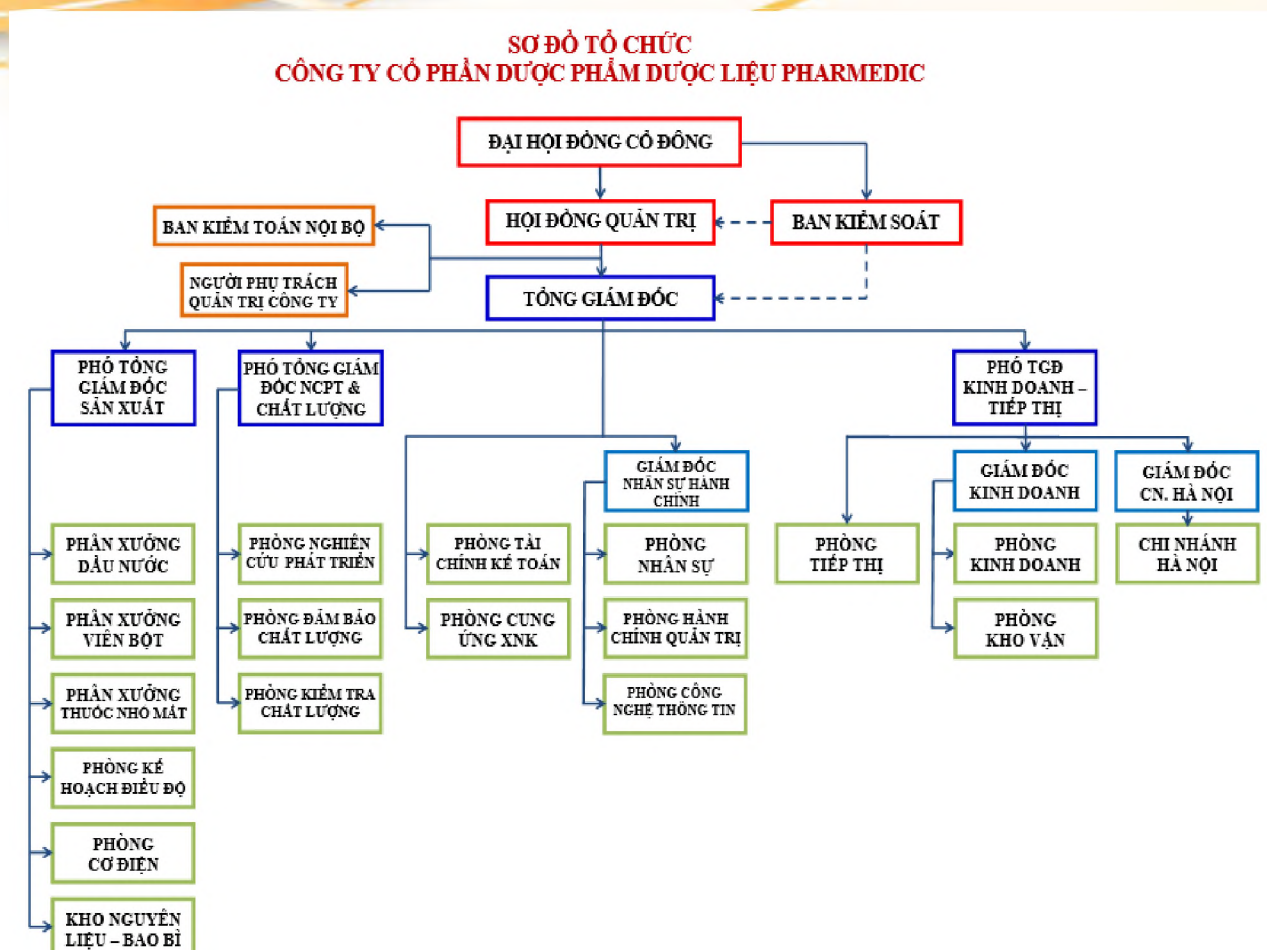 SƠ ĐỒ TỔ CHỨC
CÔNG TY CỔ PHẦN DƯỢC PHẨM DƯỢC LIỆU PHARMEDIC
ĐẠI HỘI ĐỒNG CỔ ĐÔNG
BAN KIỂM TOÁN NỘI BỘ
HỘI ĐỒNG QUẢN TRỊ
BAN KIỂM SOÁT
NGƯỜI PHỤ TRÁCH
QUẢN TRỊ CÔNG TY
TỔNG GIÁM ĐỐC
PHÓ TỔNG
GIÁM ĐỐC
SẢN XUẤT
PHÓ TỔNG GIÁM
ĐỐC NCPT &
CHẤT LƯỢNG
PHÓ TGĐ
KINH DOANH –
TIẾP THỊ
GIÁM ĐỐC
NHÂN SỰ HÀNH
CHÍNH
GIÁM ĐỐC
KINH DOANH
GIÁM ĐỐC
CN. HÀ NỘI
PHÂN XƯỞNG
DẦU NƯỚC
PHÒNG NGHIÊN
CỨU PHÁT TRIỂN
PHÒNG TÀI
CHÍNH KẾ TOÁN
PHÒNG
NHÂN SỰ
PHÒNG
TIẾP THỊ
PHÒNG
KINH DOANH
CHI NHÁNH
HÀ NỘI
PHÂN XƯỞNG
VIÊN BỘT
PHÒNG ĐẢM BẢO
CHẤT LƯỢNG
PHÒNG CUNG
ỨNG XNK
PHÒNG HÀNH
CHÍNH QUẢN TRỊ
PHÒNG
KHO VẬN
PHÂN XƯỞNG
THUỐC NHỎ MẮT
PHÒNG KIỂM TRA
CHẤT LƯỢNG
PHÒNG CÔNG
NGHỆ THÔNG TIN
PHÒNG KẾ
HOẠCH ĐIỀU ĐỘ
PHÒNG
CƠ ĐIỆN
KHO NGUYÊN
LIỆU – BAO BÌ